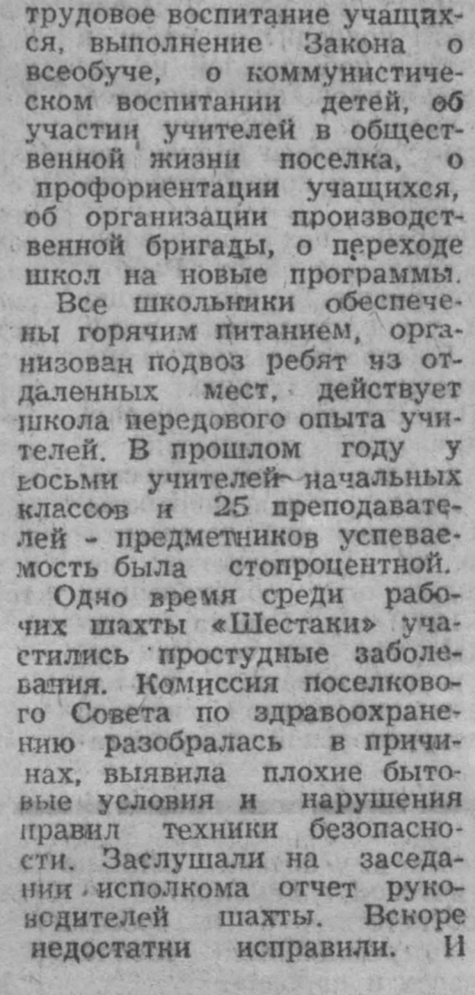 трудовое воспитание учащих-
ся, выполнение Закона о
всеобуче, о коммунистиче-
ском воспитании детей, об
участии учителей в общест-
венной жизни поселка, о
профориентации учащихся,
об организации производст-
венной бригады, о переходе
школ на новые программы.
Все школьники обеспече-
ны горячим питанием, орга-
низован подвоз ребят из от-
даленных мест, действует
школа передового опыта учи-
телей. В прошлом году у
восьми учителей начальных
классов и 25 преподавате-
лей - предметников успевае-
мость была стопроцентной.
Одно время среди рабо-
чих шахты «Шестаки» уча-
стились простудные заболе-
вания. Комиссия поселково-
го Совета по здравоохране-
нию разобралась в причи-
нах, выявила плохие быто-
вые условия и нарушения
правил техники безопасно-
сти. Заслушали на заседа-
нии исполкома отчет руко-
водителей шахты. Вскоре
недостатки исправили. И